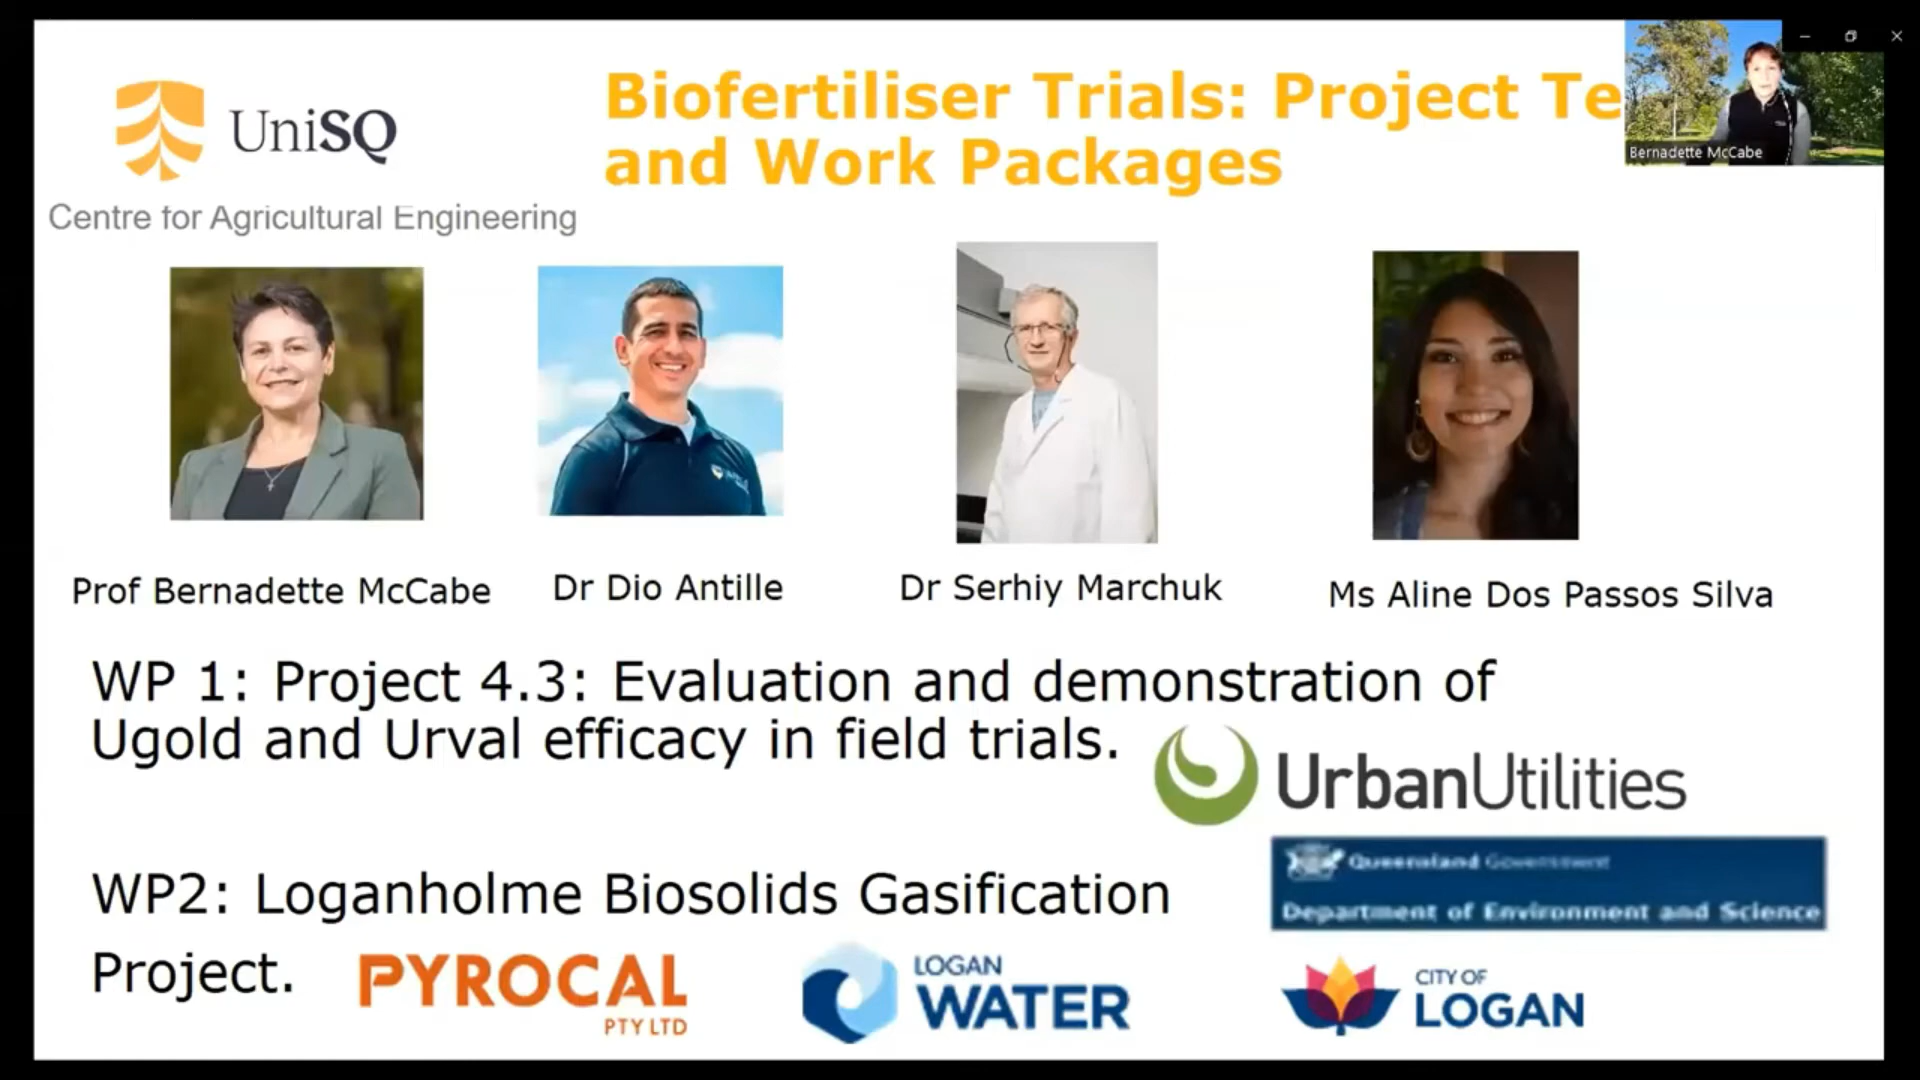 UniSQ
Centre for Agricultural Engineering
Biofertiliser Trials: Project Te
and Work Packages
Bernadette McCabe
Prof Bernadette McCabe
Dr Dio Antille
Dr Serhiy Marchuk
Ms Aline Dos Passos Silva
WP 1: Project 4.3: Evaluation and demonstration of
Ugold and Urval efficacy in field trials.
UrbanUtilities
Queensland Government
Department of Environment and Science
WP2: Loganholme Biosolids Gasification
Project.
PYROCAL
PTY LTD
LOGAN
WATER
CITY OF
LOGAN